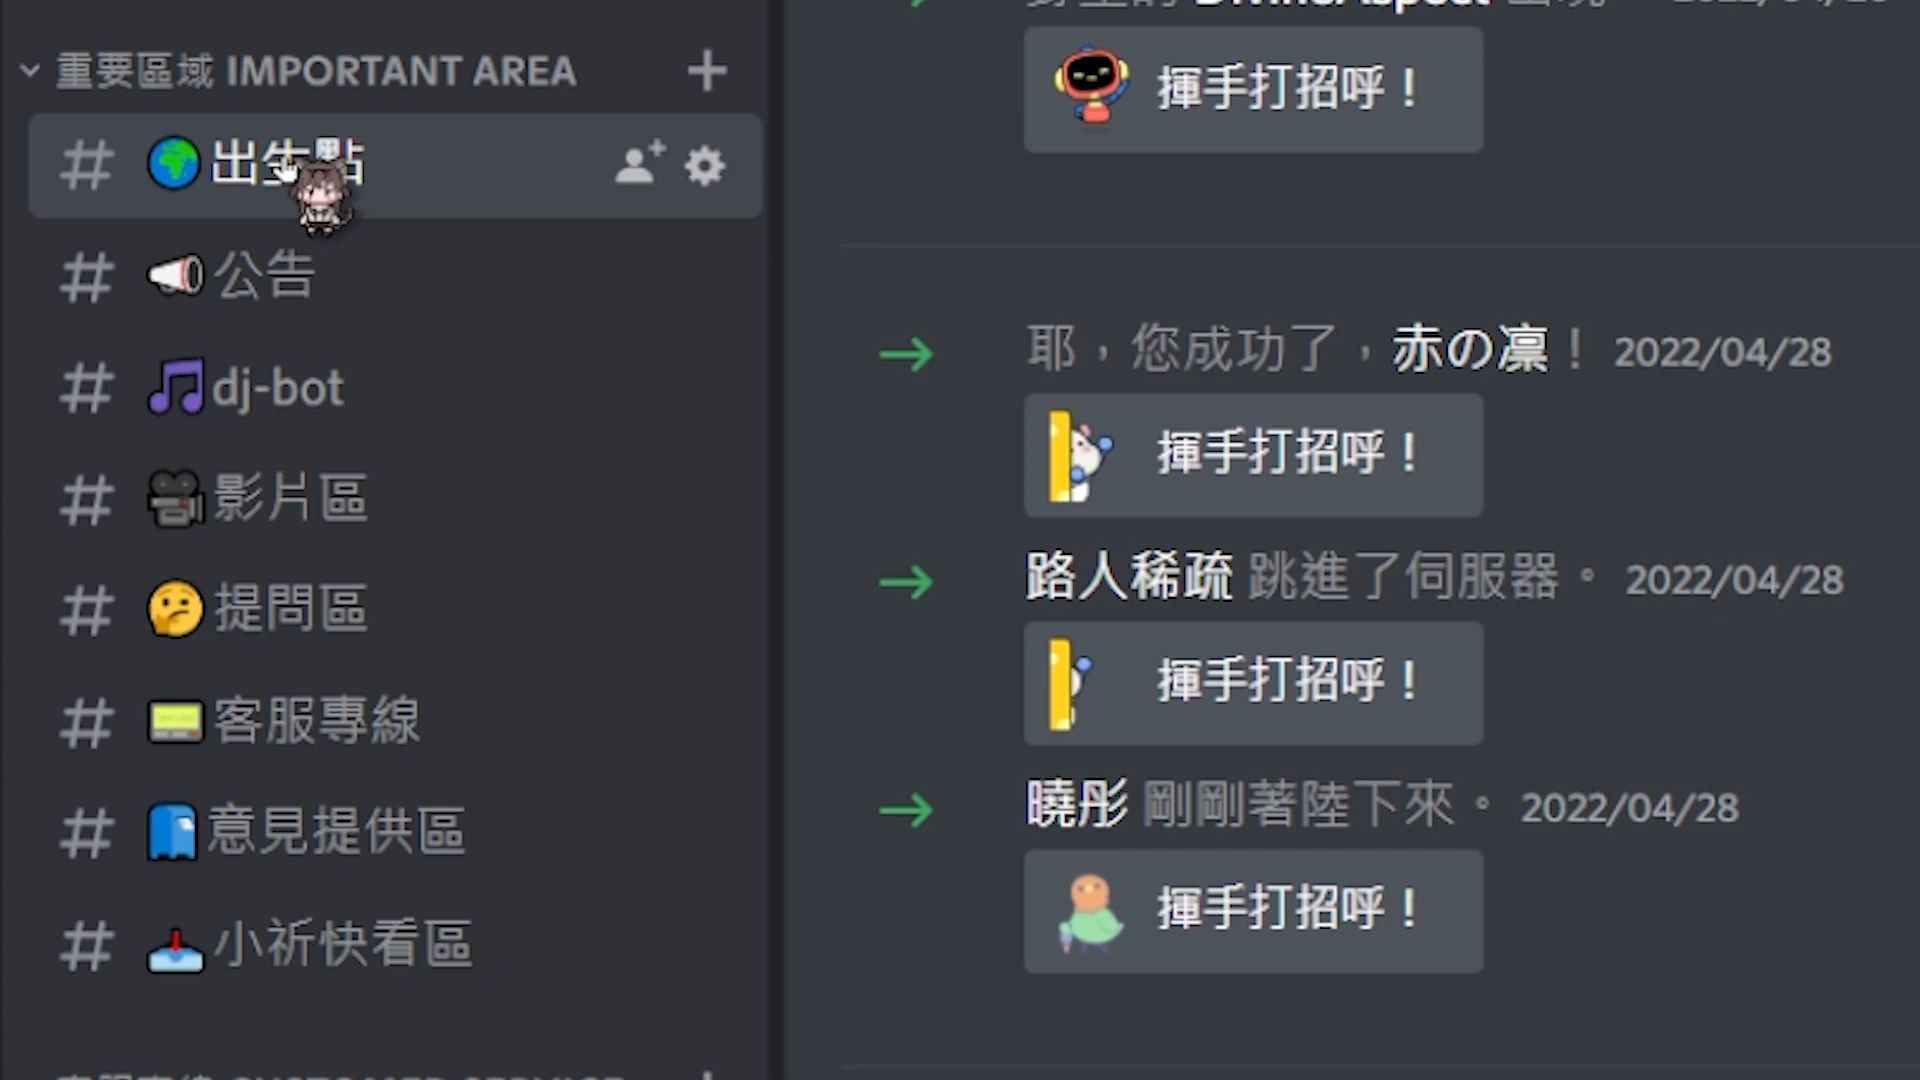 重要區域 IMPORTANT AREA
出生點
公告
dj-bot
影片區
提問區
客服專線
意見提供區
小祈快看區
揮手打招呼！
耶，您成功了，赤の凛！ 2022/04/28
揮手打招呼！
路人稀疏 跳進了伺服器。 2022/04/28
揮手打招呼！
曉彤 剛剛著陸下來。 2022/04/28
揮手打招呼！